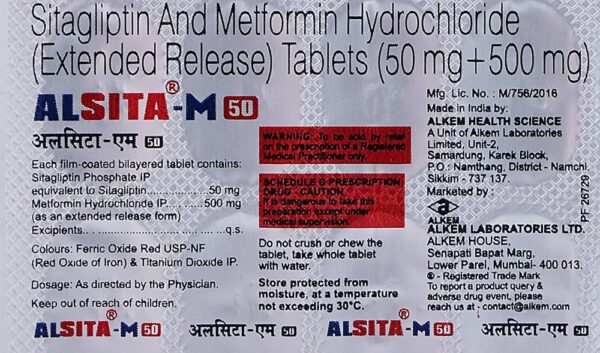 Sitagliptin And Metformin Hydrochloride
(Extended Release) Tablets (50 mg+500 mg)
ALSITA®-M 50
अलसिटा-एम 50
Each film-coated bilayered tablet contains:
Sitagliptin Phosphate IP
equivalent to Sitagliptin..................50 mg
Metformin Hydrochloride IP.......500 mg
(as an extended release form)
Excipients.......................................q.s.
Colours: Ferric Oxide Red USP-NF
(Red Oxide of Iron) & Titanium Dioxide IP.
Dosage: As directed by the Physician.
Keep out of reach of children.
WARNING: To be sold by retail
on the prescription of a Registered
Medical Practitioner only.
SCHEDULE G PRESCRIPTION
DRUG - CAUTION
It is dangerous to take this
preparation except under
medical supervision.
Do not crush or chew the
tablet, take whole tablet
with water.
Store protected from
moisture, at a temperature
not exceeding 30°C.
Mfg. Lic. No. : M/756/2016
Made in India by:
ALKEM HEALTH SCIENCE
A Unit of Alkem Laboratories
Limited, Unit-2,
Samardung, Karek Block,
P.O.: Namthang, District - Namchi
Sikkim - 737 137.
Marketed by :
ALKEM
ALKEM LABORATORIES LTD.
ALKEM HOUSE,
Senapati Bapat Marg.
Lower Parel, Mumbai- 400 013.
® - Registered Trade Mark
To report a product query &
adverse drug event, please
reach us at : contact@alkem.com
PFF 26729
ALSITA®-M 50 अलसिटा-एम 50 ALSITA®-M 50 अलसिटा-एम 50